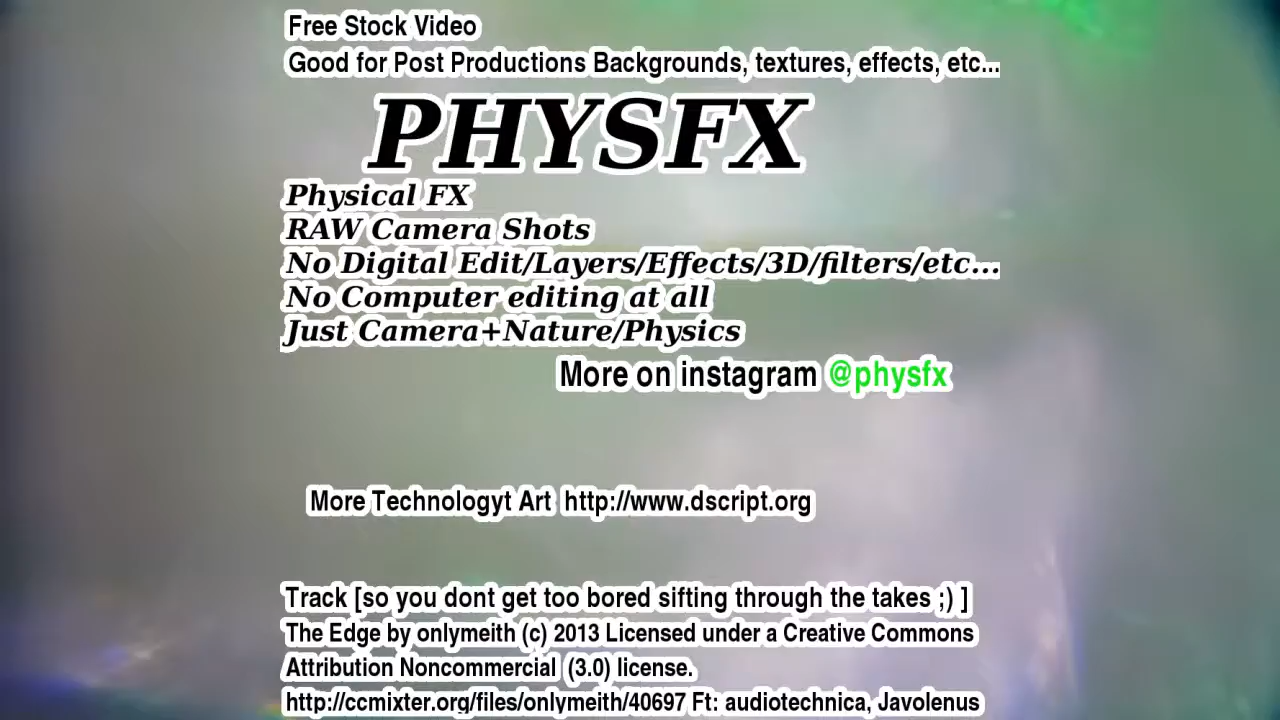 Free Stock Video
Good for Post Productions Backgrounds, textures, effects, etc...
PHYSFX
Physical FX
RAW Camera Shots
No Digital Edit/Layers/Effects/3D/filters/etc...
No Computer editing at all
Just Camera+Nature/Physics
More on instagram @physfx
More Technologyt Art http://www.dscript.org
Track [so you dont get too bored sifting through the takes ;) ]
The Edge by onlymeith (c) 2013 Licensed under a Creative Commons
Attribution Noncommercial (3.0) license.
http://ccmixter.org/files/onlymeith/40697 Ft: audiotechnica, Javolenus